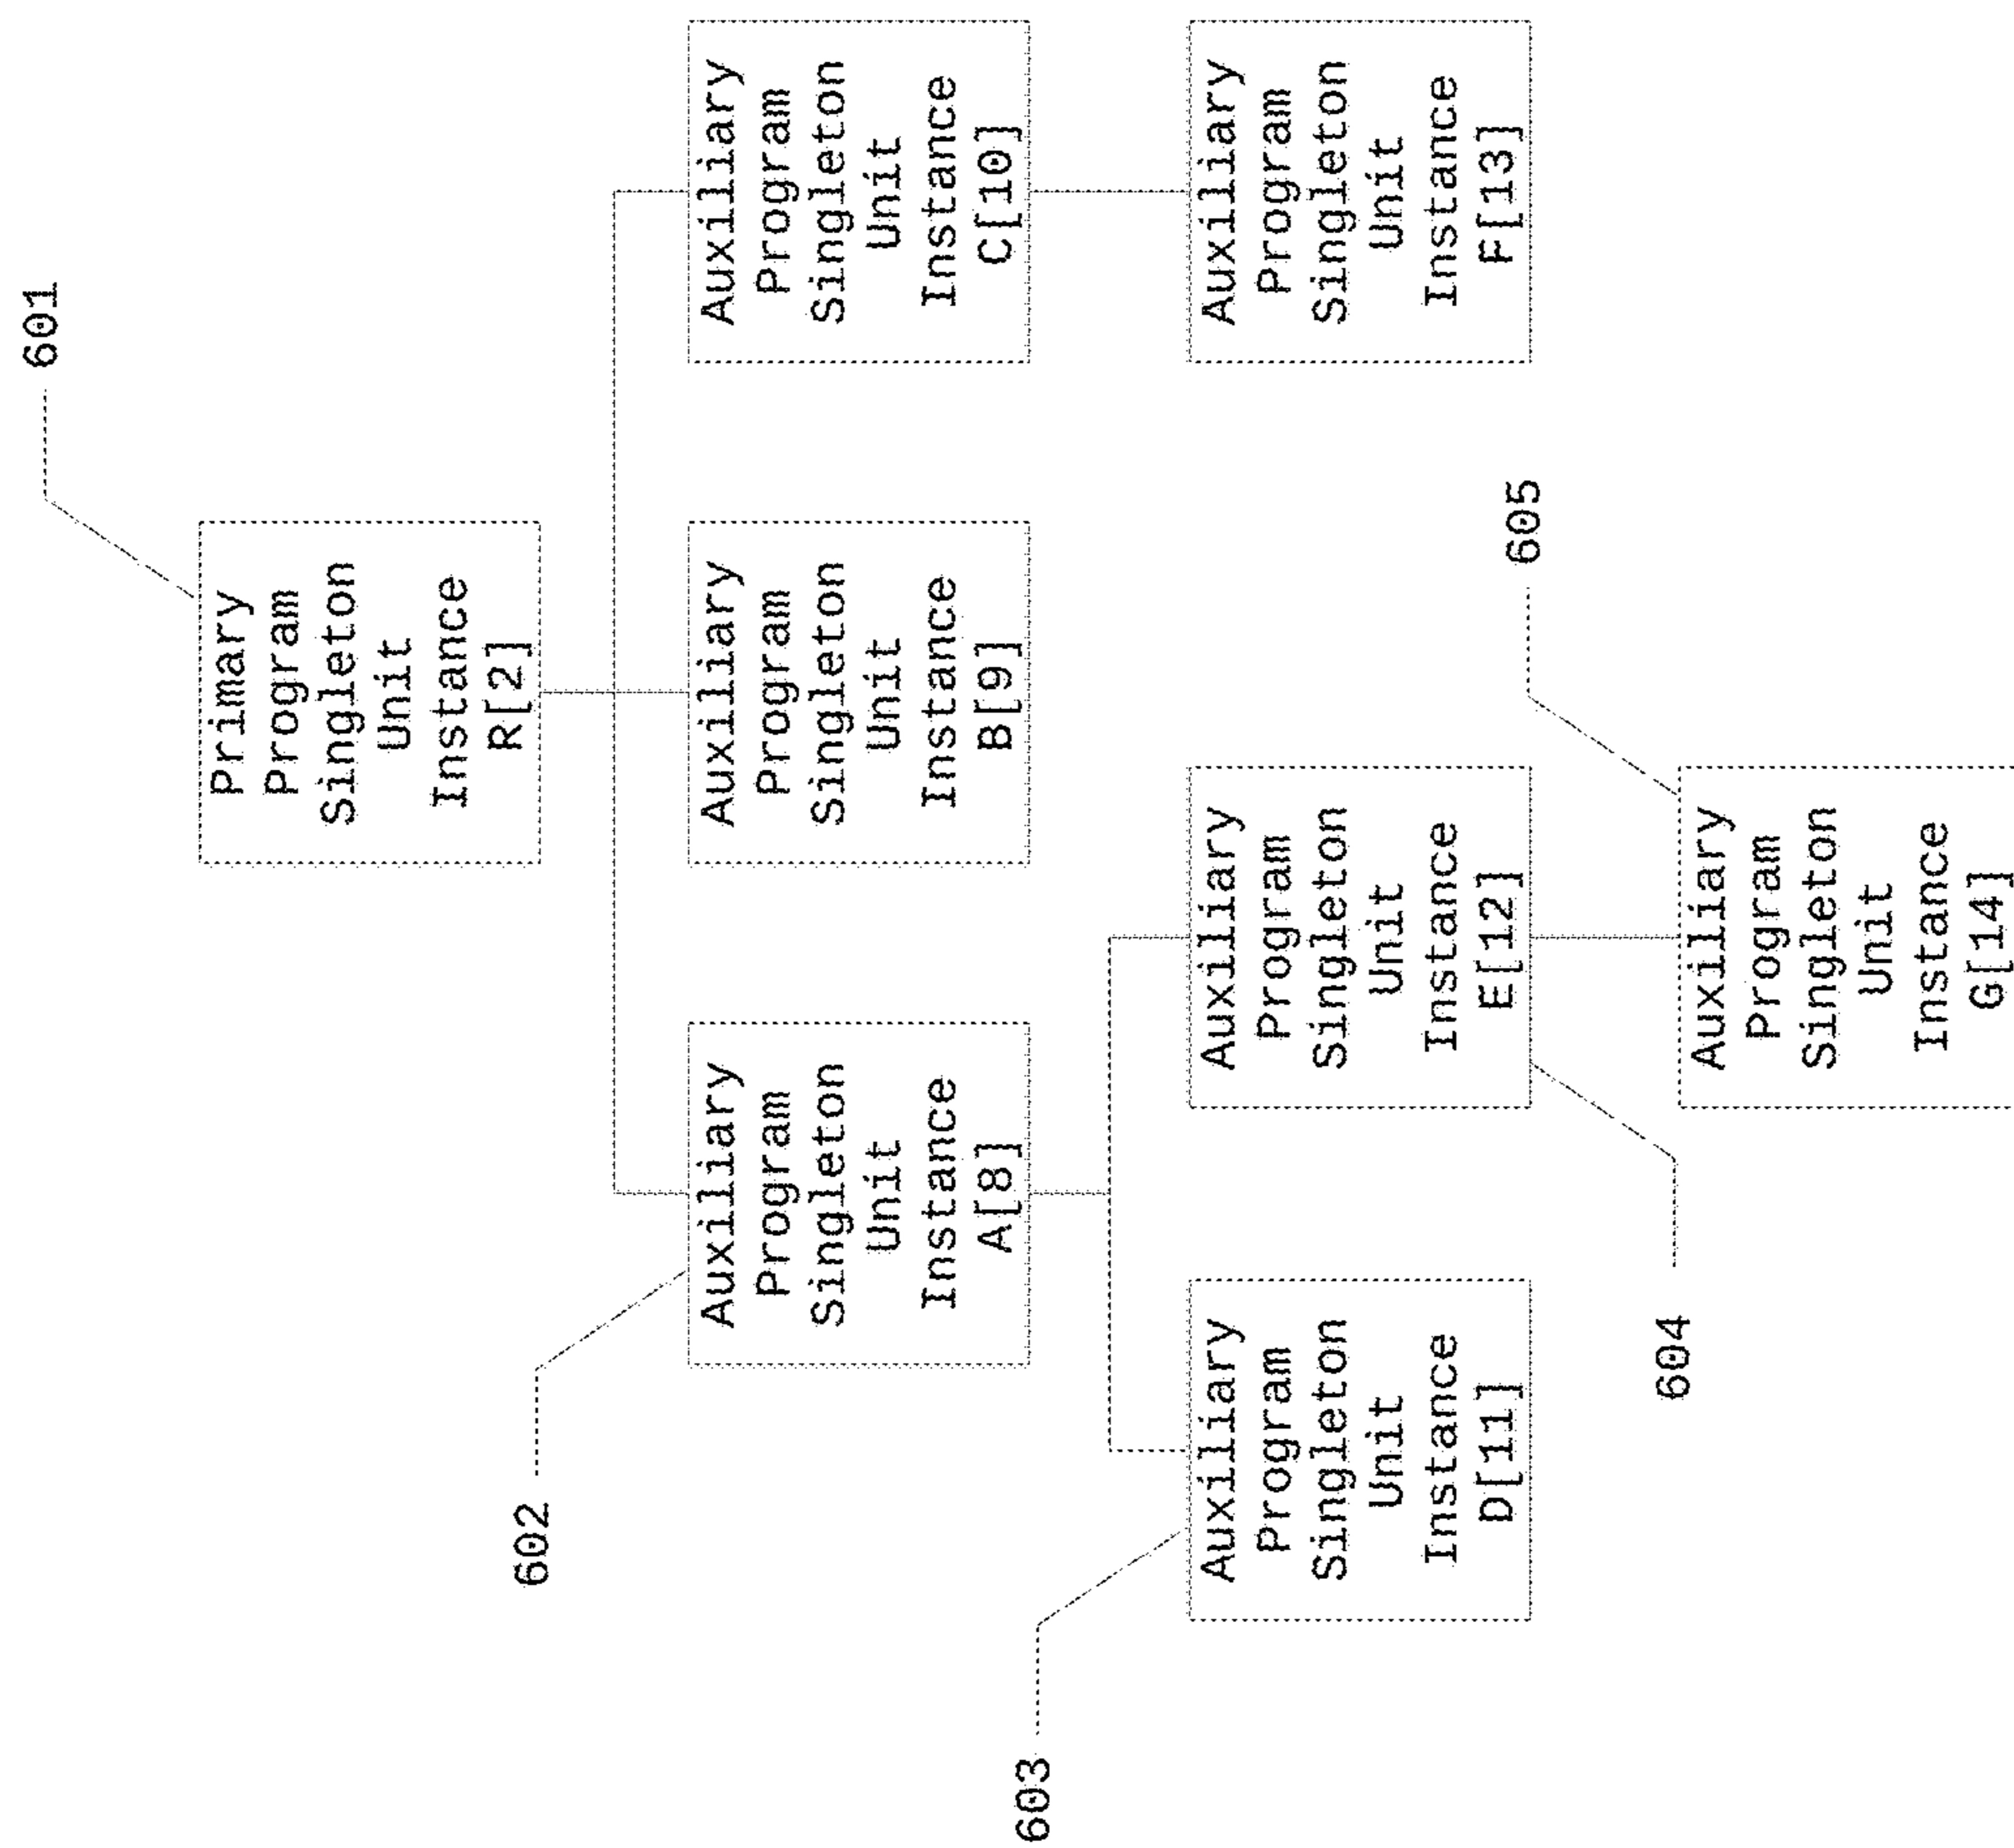 601
Primary
Program
Singleton
Unit
Instance
R[2]
602
Auxiliary
Program
Singleton
Unit
Instance
A[8]
Auxiliary
Program
Singleton
Unit
Instance
B[9]
Auxiliary
Program
Singleton
Unit
Instance
C[10]
603
Auxiliary
Program
Singleton
Unit
Instance
D[11]
Auxiliary
Program
Singleton
Unit
Instance
E[12]
Auxiliary
Program
Singleton
Unit
Instance
F[13]
604
605
Auxiliary
Program
Singleton
Unit
Instance
G[14]